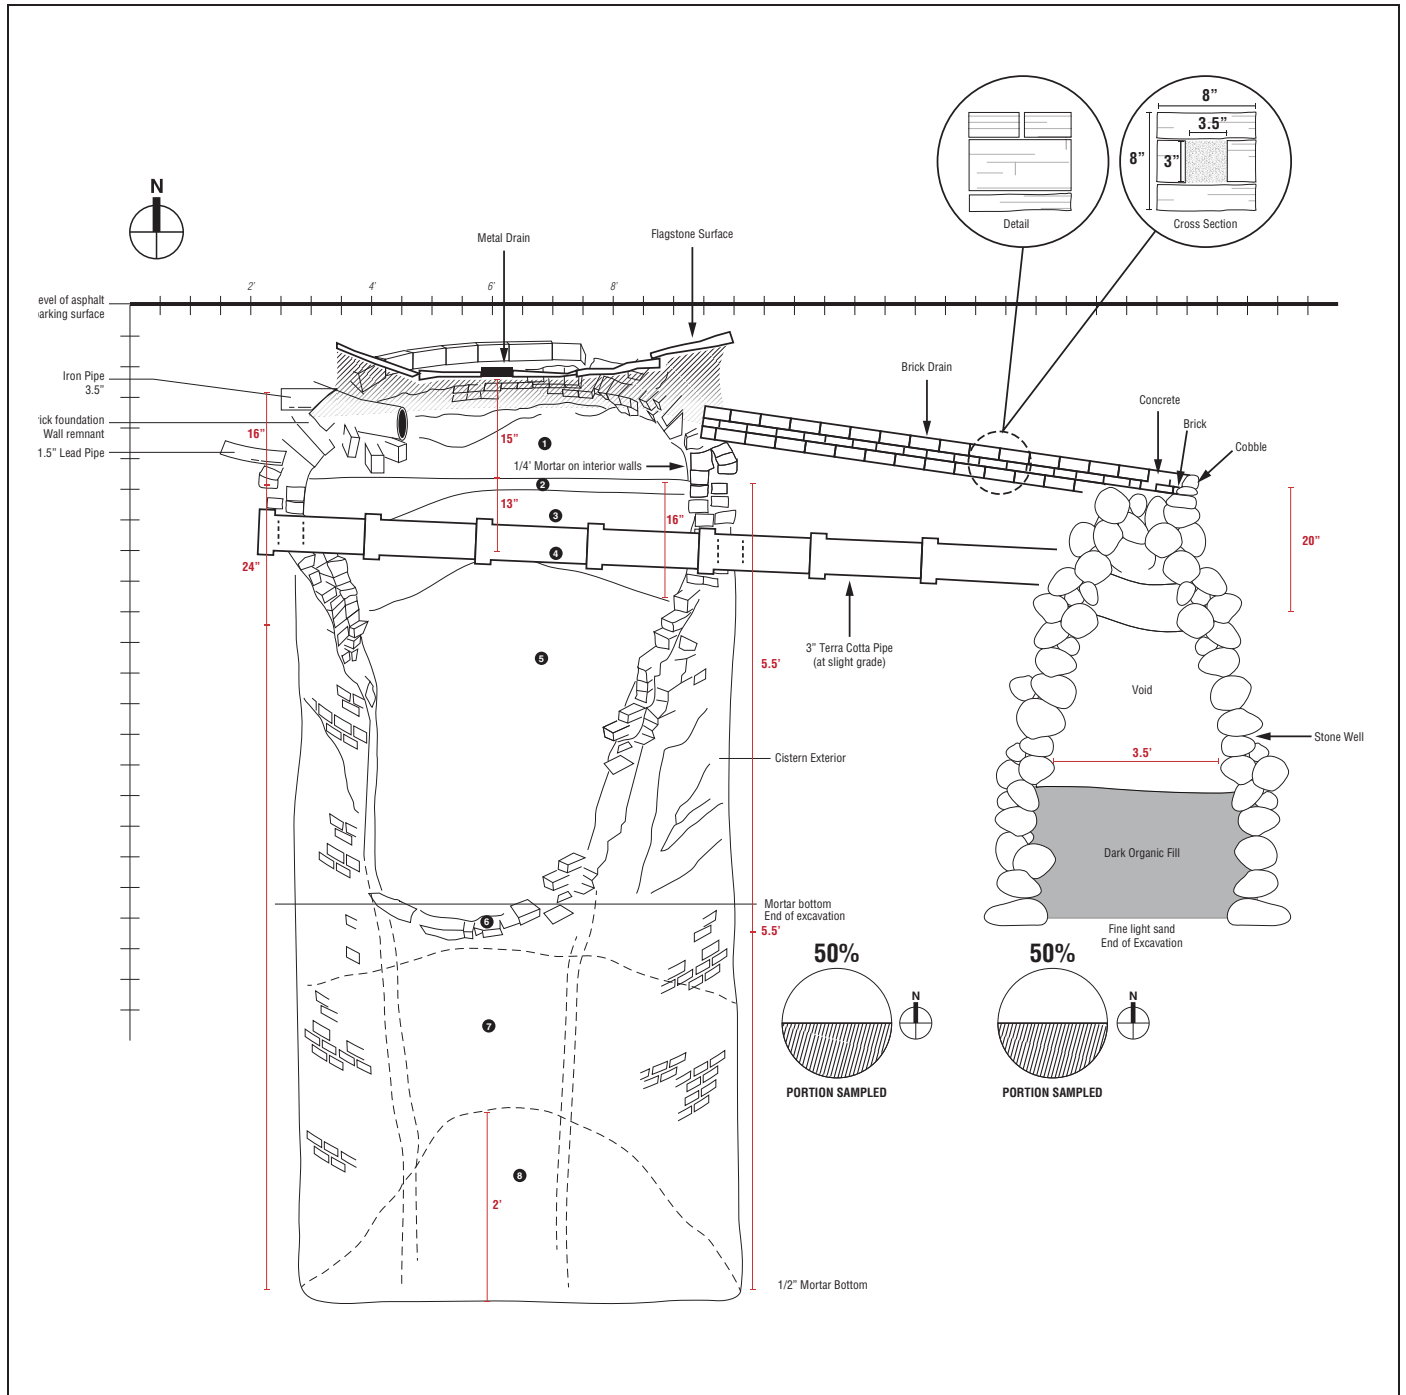 8”
3.5”
8”
3”
Detail
Cross Section
N
Metal Drain
Flagstone Surface
2’
4’
6’
8’
evel of asphalt
arking surface
Iron Pipe
3.5”
Brick Drain
Concrete
Brick
Cobble
rick foundation
Wall remnant
1.5” Lead Pipe
16”
15”
1
1/4’ Mortar on interior walls
2
13”
3
16”
4
24”
20”
3” Terra Cotta Pipe
(at slight grade)
5
5.5’
Void
Stone Well
3.5’
Cistern Exterior
Dark Organic Fill
Mortar bottom
End of excavation
6
5.5’
Fine light sand
End of Excavation
50%
50%
N
N
7
PORTION SAMPLED
PORTION SAMPLED
8
2’
1/2” Mortar Bottom